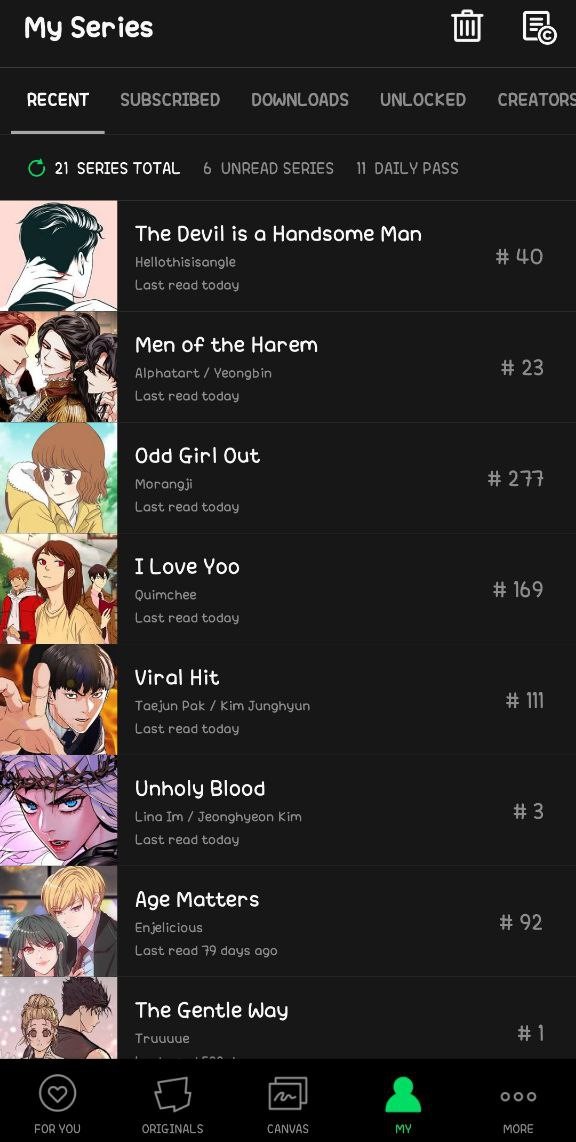 My Series
RECENT SUBSCRIBED DOWNLOADS UNLOCKED CREATORS
21 SERIES TOTAL 6 UNREAD SERIES 11 DAILY PASS
The Devil is a Handsome Man
Hellothisisangle
Last read today
# 40
Men of the Harem
Alphatart / Yeongbin
Last read today
# 23
Odd Girl Out
Morangji
Last read today
# 277
I Love Yoo
Quimchee
Last read today
# 169
Viral Hit
Taejun Pak / Kim Junghyun
Last read today
# 111
Unholy Blood
Lina Im / Jeonghyeon Kim
Last read today
# 3
Age Matters
Enjelicious
Last read 79 days ago
# 92
The Gentle Way
Truuuue
# 1
FOR YOU ORIGINALS CANVAS MY MORE